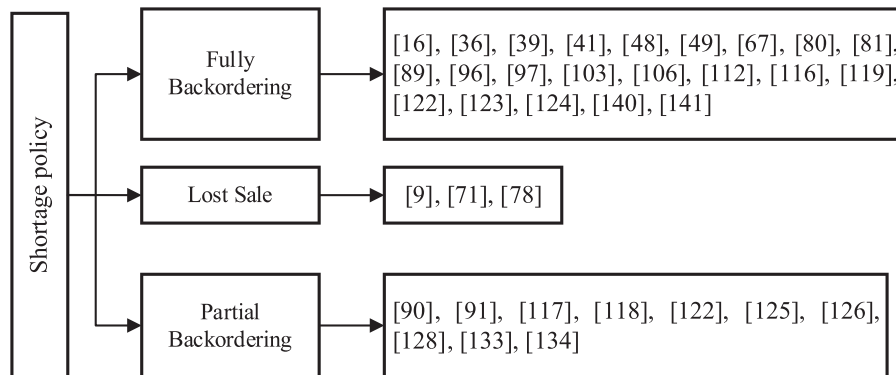 Shortage policy
Fully
Backordering
[16], [36], [39], [41], [48], [49], [67], [80], [81],
[89], [96], [97], [103], [106], [112], [116], [119],
[122], [123], [124], [140], [141]
Lost Sale
[9], [71], [78]
Partial
Backordering
[90], [91], [117], [118], [122], [125], [126],
[128], [133], [134]